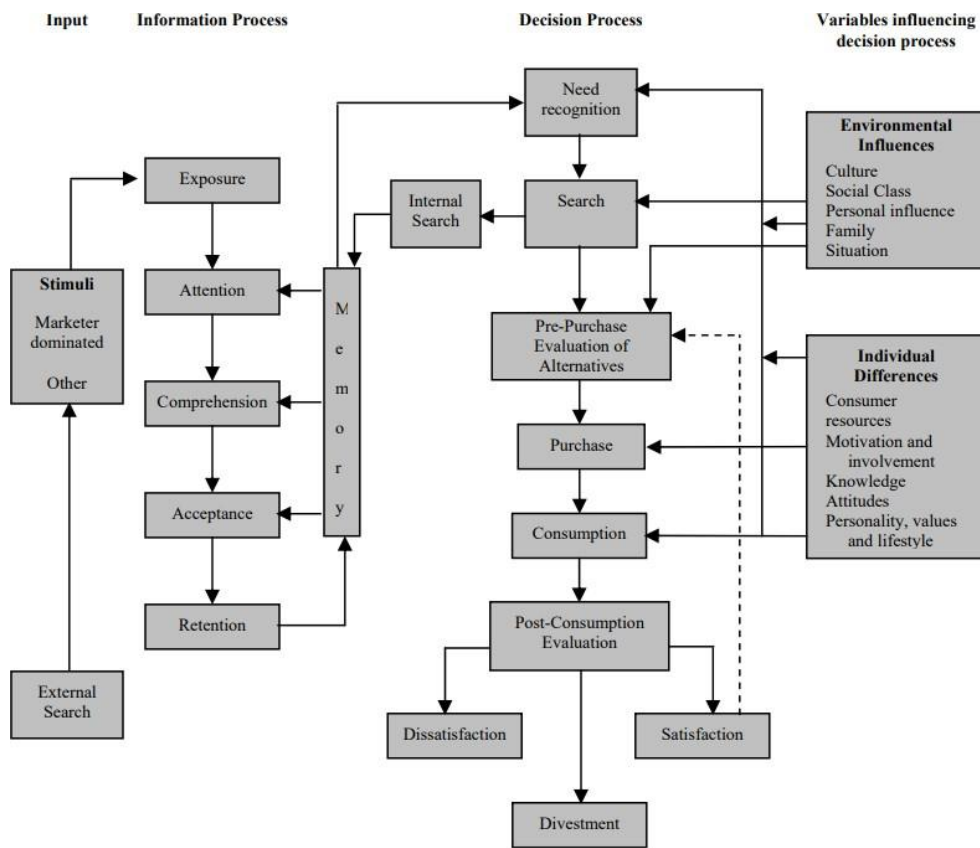 Input
Information Process
Decision Process
Variables influencing
decision process
Need
recognition
Environmental
Influences
Culture
Social Class
Personal influence
Family
Situation
Exposure
Internal
Search
Search
Stimuli
Marketer
dominated
Other
Attention
M
e
m
o
r
y
Pre-Purchase
Evaluation of
Alternatives
Individual
Differences
Consumer
resources
Motivation and
involvement
Knowledge
Attitudes
Personality, values
and lifestyle
Comprehension
Purchase
Acceptance
Consumption
Retention
Post-Consumption
Evaluation
External
Search
Dissatisfaction
Satisfaction
Divestment